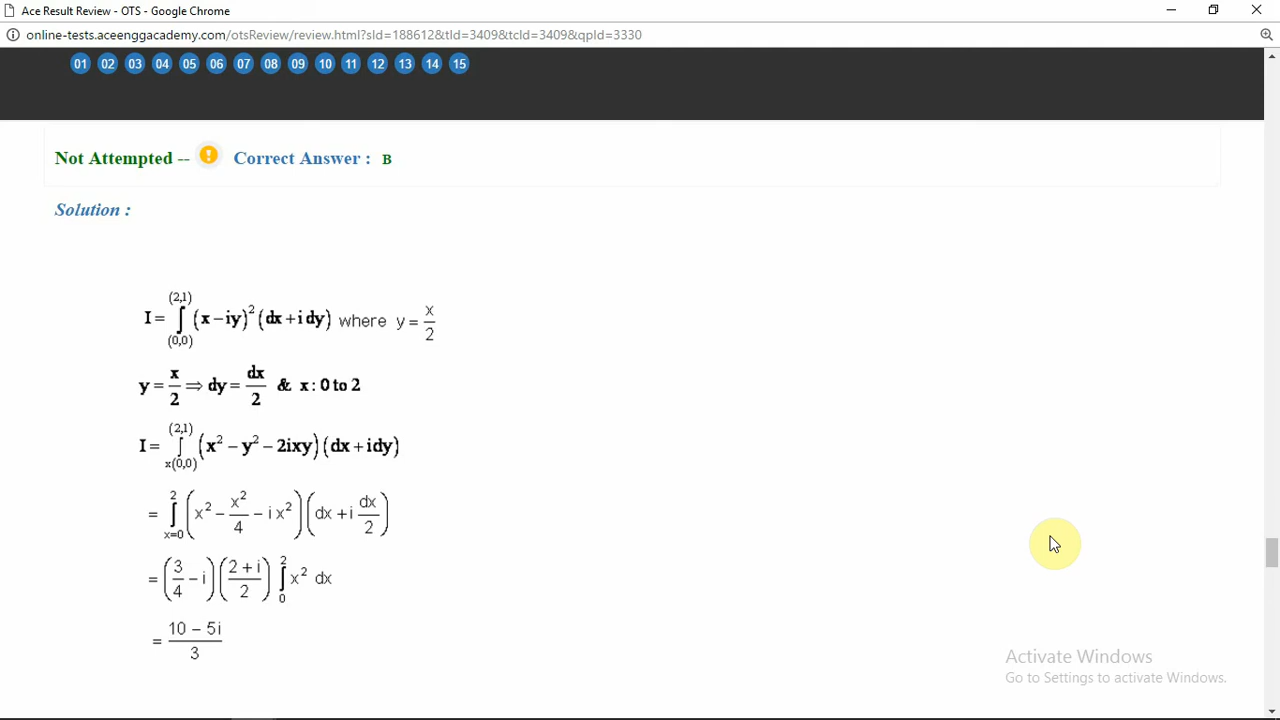 Ace Result Review - OTS - Google Chrome
online-tests.aceenggacademy.com/otsReview/review.html?sId=188612&tId=3409&tcId=3409&qpId=3330
01 02 03 04 05 06 07 08 09 10 11 12 13 14 15
Not Attempted -- ! Correct Answer : B
Solution :
I = ∫_{(0,0)}^{(2,1)} (x − iy)² (dx + i dy) where y = x/2
y = x/2 ⇒ dy = dx/2 & x : 0 to 2
I = ∫_{x(0,0)}^{(2,1)} (x² − y² − 2ixy) (dx + idy)
= ∫_{x=0}^{2} (x² − x²/4 − i x²) (dx + i dx/2)
= (3/4 − i) ((2 + i)/2) ∫_{0}^{2} x² dx
= (10 − 5i)/3
Activate Windows
Go to Settings to activate Windows.